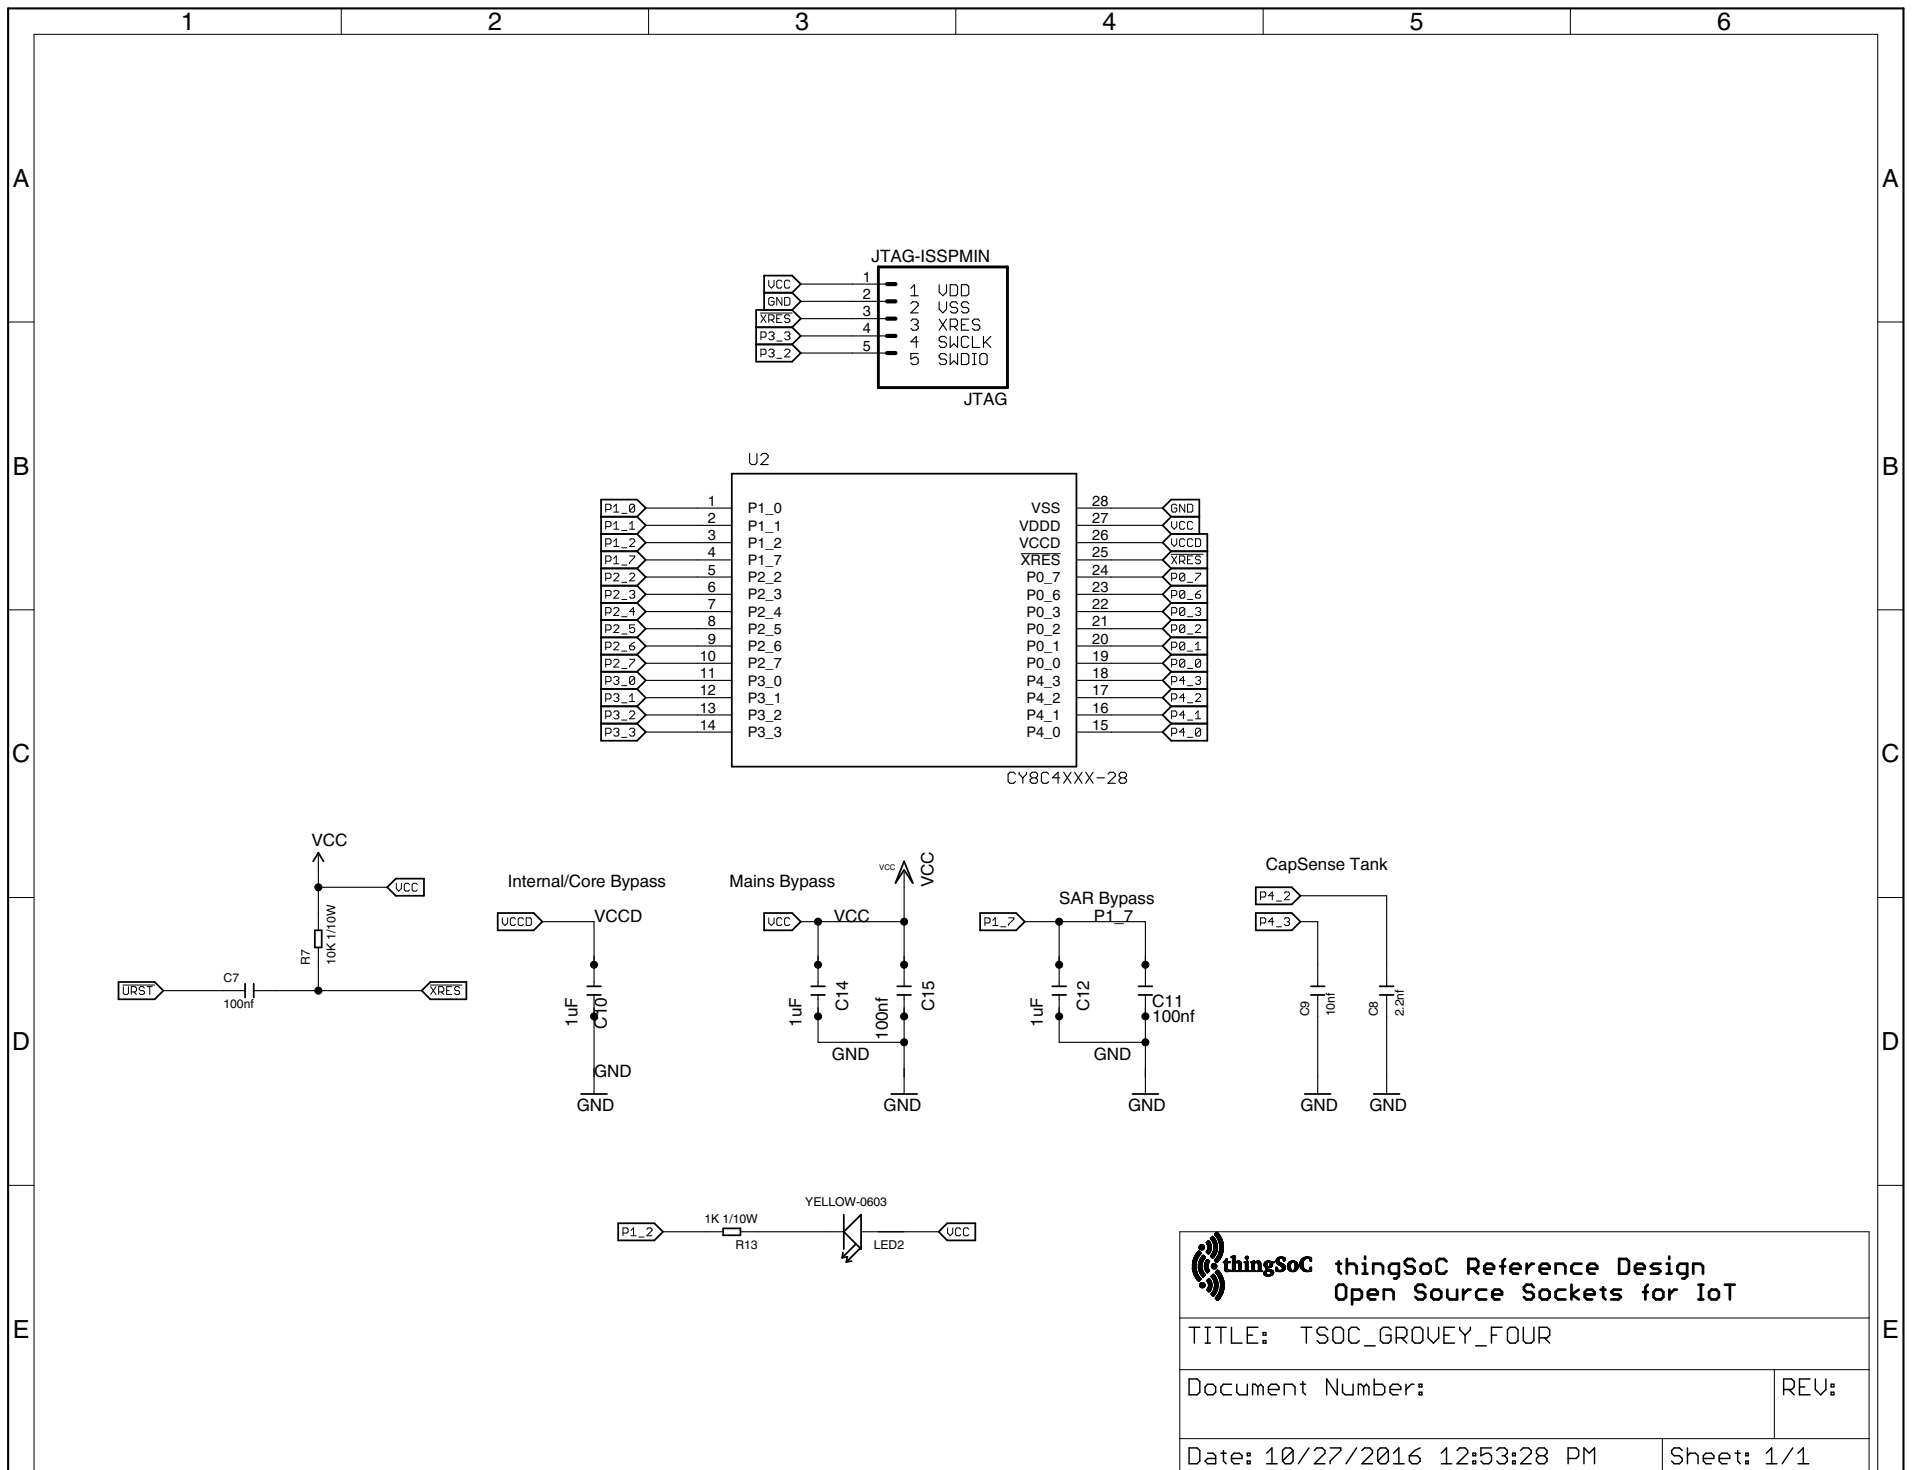 1 2 3 4 5 6
A A
JTAG-ISSPMIN
VCC 1 1 VDD
GND 2 2 VSS
XRES 3 3 XRES
P3_3 4 4 SWCLK
P3_2 5 5 SWDIO
JTAG
B B
U2
P1_0 1 P1_0 VSS 28 GND
P1_1 2 P1_1 VDDD 27 VCC
P1_2 3 P1_2 VCCD 26 VCCD
P1_7 4 P1_7 XRES 25 XRES
P2_2 5 P2_2 P0_7 24 P0_7
P2_3 6 P2_3 P0_6 23 P0_6
P2_4 7 P2_4 P0_3 22 P0_3
P2_5 8 P2_5 P0_2 21 P0_2
P2_6 9 P2_6 P0_1 20 P0_1
P2_7 10 P2_7 P0_0 19 P0_0
P3_0 11 P3_0 P4_3 18 P4_3
P3_1 12 P3_1 P4_2 17 P4_2
P3_2 13 P3_2 P4_1 16 P4_1
P3_3 14 P3_3 P4_0 15 P4_0
CY8C4XXX-28
C C
VCC
VCC
R7
10K 1/10W
URST
C7
100nf
XRES
Internal/Core Bypass
VCCD VCCD
1uF
C10
GND
GND
Mains Bypass
VCC VCC
VCC VCC
1uF
C14
100nf
C15
GND
GND
SAR Bypass
P1_7 P1_7
1uF
C12
C11
100nf
GND
GND
CapSense Tank
P4_2
P4_3
C9
10nf
C8
2.2nf
GND GND
D D
YELLOW-0603
P1_2 1K 1/10W
R13
LED2
VCC
E E
thingSoC thingSoC Reference Design
Open Source Sockets for IoT
TITLE: TSOC_GROVEY_FOUR
Document Number: REV:
Date: 10/27/2016 12:53:28 PM Sheet: 1/1